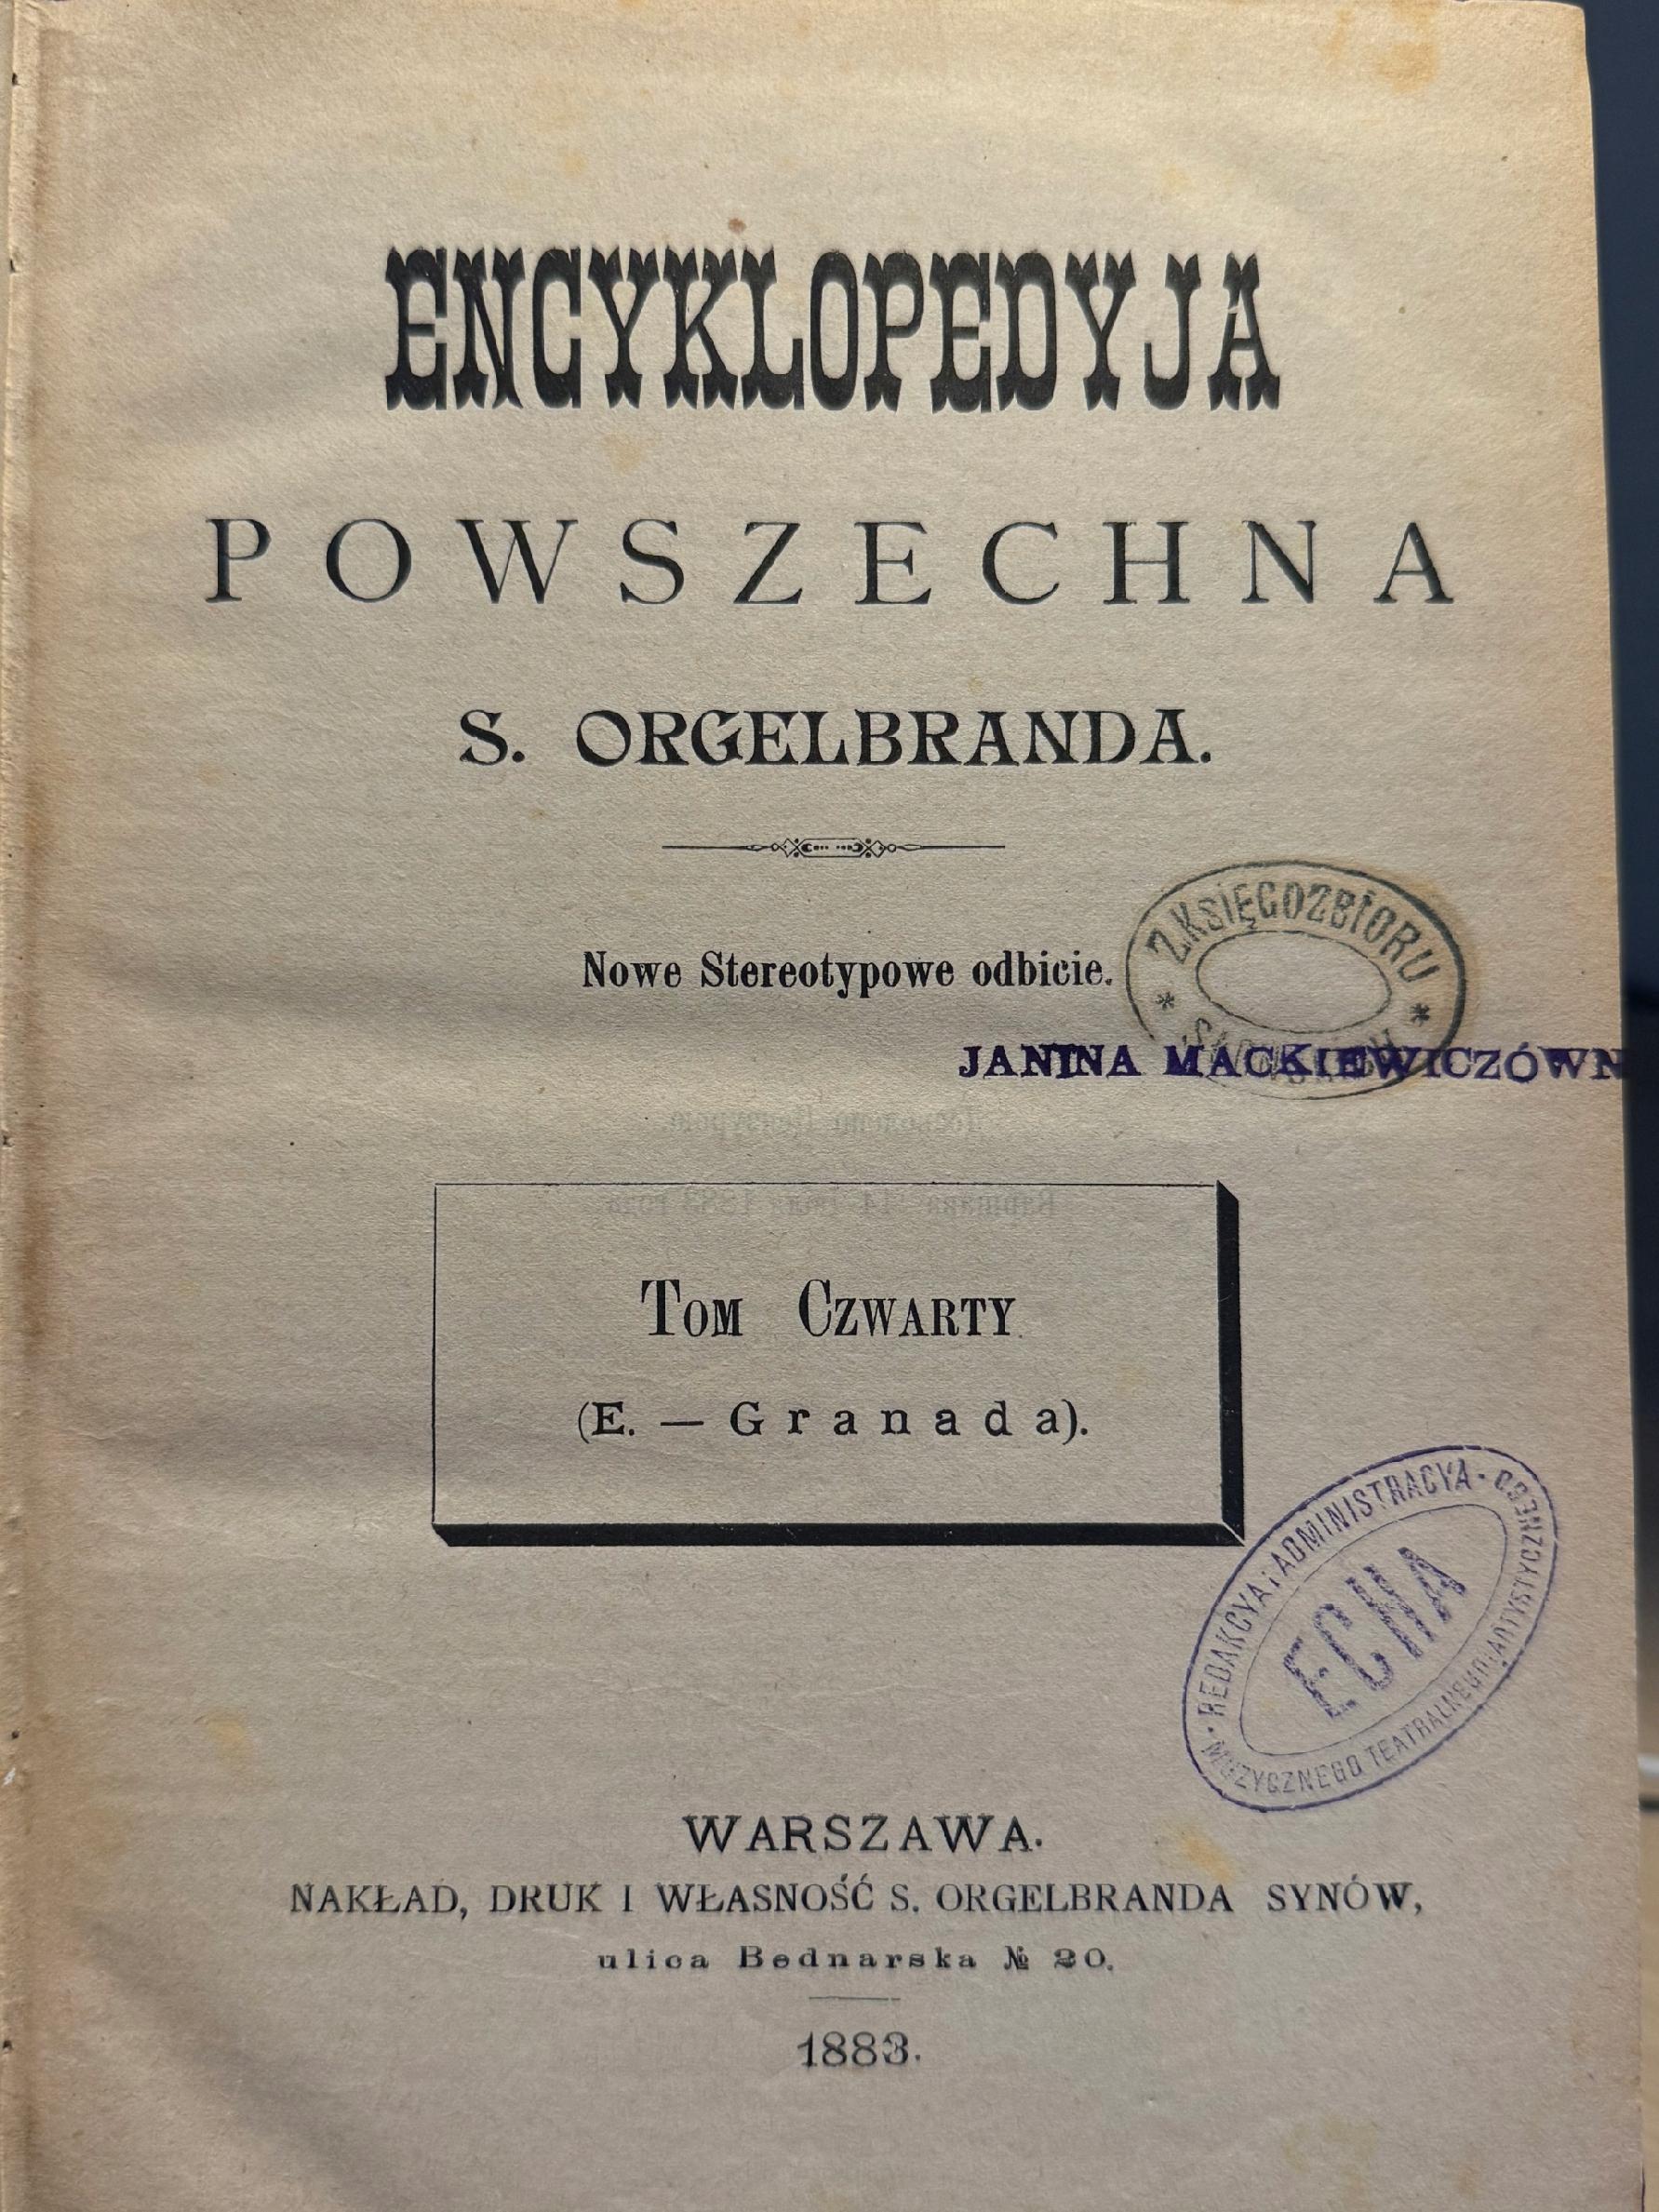 ENCYKLOPEDYJA
POWSZECHNA
S. ORGELBRANDA.
Nowe Stereotypowe odbicie.
Z KSIĘGOZBIORU
JANINA MACKIEWICZÓWN
Tom Czwarty
(E. — Granada).
REDAKCYA i ADMINISTRACYA
ECHA
MUZYCZNEGO TEATRALNEGO i ARTYSTYCZNEGO
WARSZAWA.
NAKŁAD, DRUK I WŁASNOŚĆ S. ORGELBRANDA SYNÓW,
ulica Bednarska № 20.
1883.